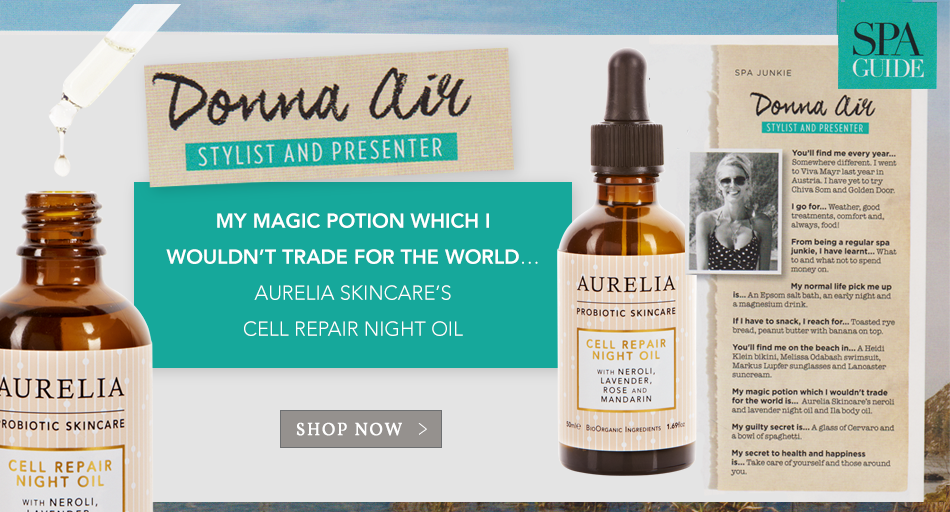 Donna Air
STYLIST AND PRESENTER
MY MAGIC POTION WHICH I
WOULDN'T TRADE FOR THE WORLD...
AURELIA SKINCARE'S
CELL REPAIR NIGHT OIL
SHOP NOW >
AURELIA
PROBIOTIC SKINCARE
CELL REPAIR
NIGHT OIL
WITH NEROLI,
LAVENDER,
AURELIA
PROBIOTIC SKINCARE
CELL REPAIR
NIGHT OIL
WITH NEROLI,
LAVENDER,
ROSE AND
MANDARIN
50ml℮ BioOrganic Ingredients 1.69fl
SPA
GUIDE
SPA JUNKIE
Donna Air
STYLIST AND PRESENTER
You'll find me every year...
Somewhere different. I went
to Viva Mayr last year in
Austria. I have yet to try
Chiva Som and Golden Door.
I go for... Weather, good
treatments, comfort and,
always, food!
From being a regular spa
junkie, I have learnt... What
to and what not to spend
money on.
My normal life pick me up
is... An Epsom salt bath, an early night and
a magnesium drink.
If I have to snack, I reach for... Toasted rye
bread, peanut butter with banana on top.
You'll find me on the beach in... A Heidi
Klein bikini, Melissa Odabash swimsuit,
Markus Lupfer sunglasses and Lancaster
suncream.
My magic potion which I wouldn't trade
for the world is... Aurelia Skincare's neroli
and lavender night oil and Ila body oil.
My guilty secret is... A glass of Cervaro and
a bowl of spaghetti.
My secret to health and happiness
is... Take care of yourself and those around
you.